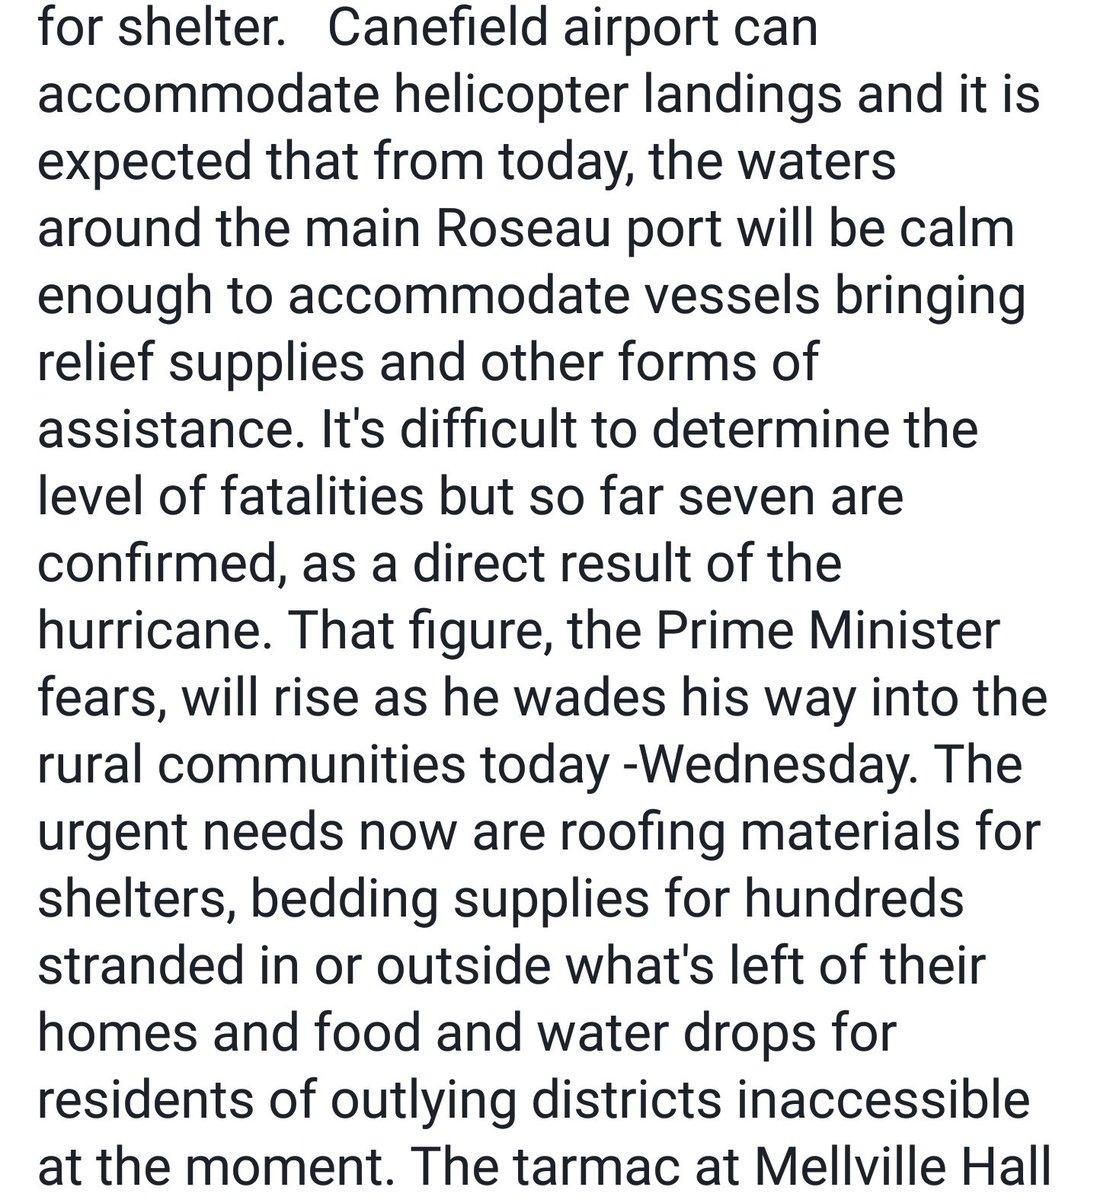 for shelter.   Canefield airport can
accommodate helicopter landings and it is
expected that from today, the waters
around the main Roseau port will be calm
enough to accommodate vessels bringing
relief supplies and other forms of
assistance. It's difficult to determine the
level of fatalities but so far seven are
confirmed, as a direct result of the
hurricane. That figure, the Prime Minister
fears, will rise as he wades his way into the
rural communities today -Wednesday. The
urgent needs now are roofing materials for
shelters, bedding supplies for hundreds
stranded in or outside what's left of their
homes and food and water drops for
residents of outlying districts inaccessible
at the moment. The tarmac at Mellville Hall